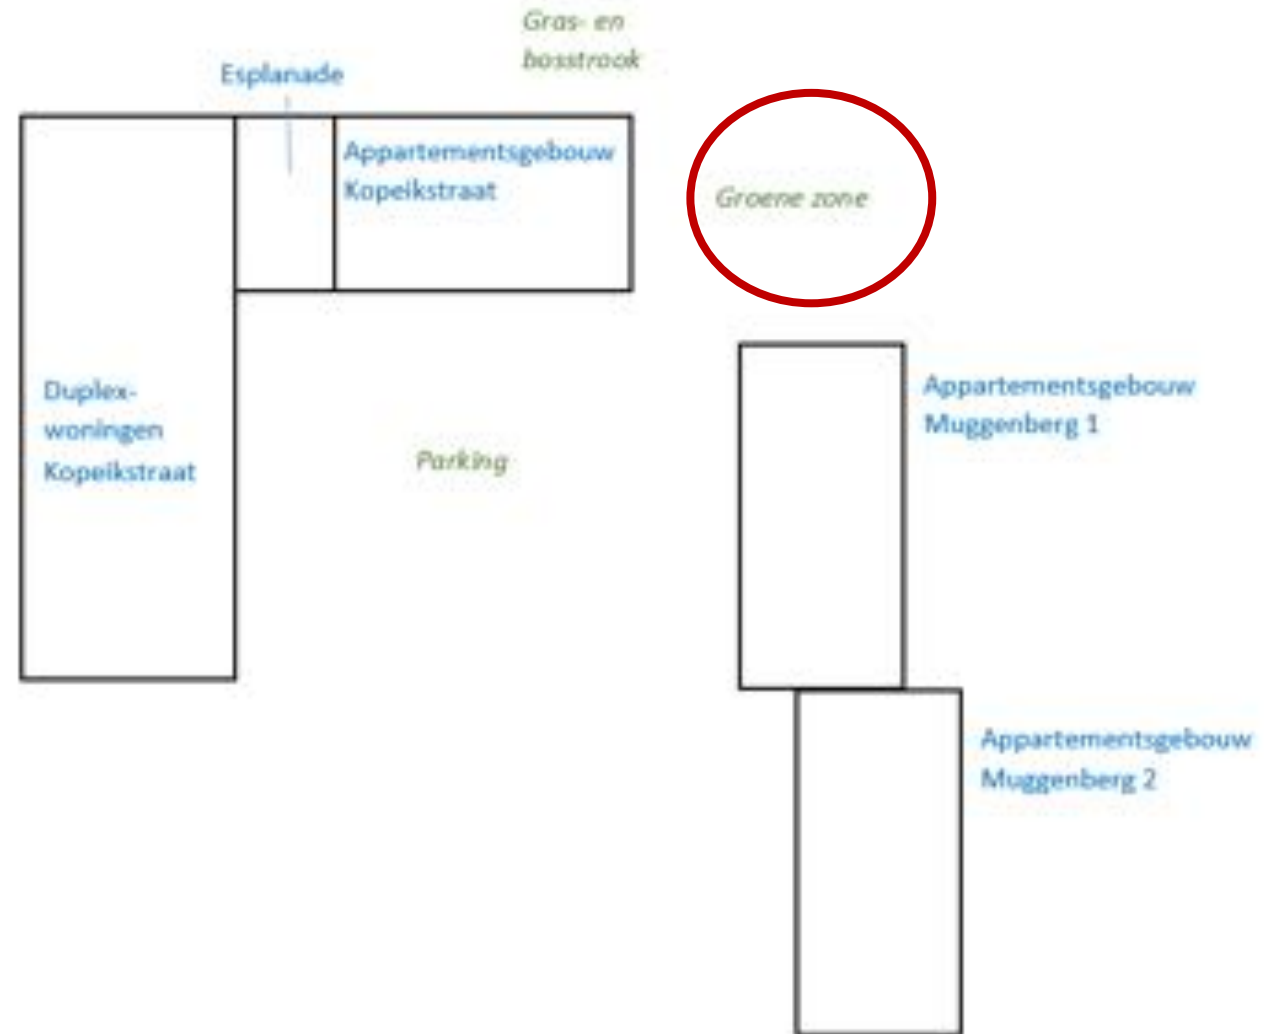 Gras- en
bosstrook
Esplanade
Appartementsgebouw
Kopeikstraat
Groene zone
Duplex-
woningen
Kopeikstraat
Parking
Appartementsgebouw
Muggenberg 1
Appartementsgebouw
Muggenberg 2